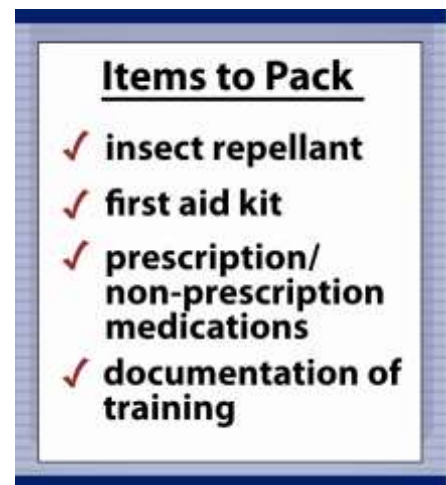 Items to Pack
✓ insect repellant
✓ first aid kit
✓ prescription/
non-prescription
medications
✓ documentation of
training